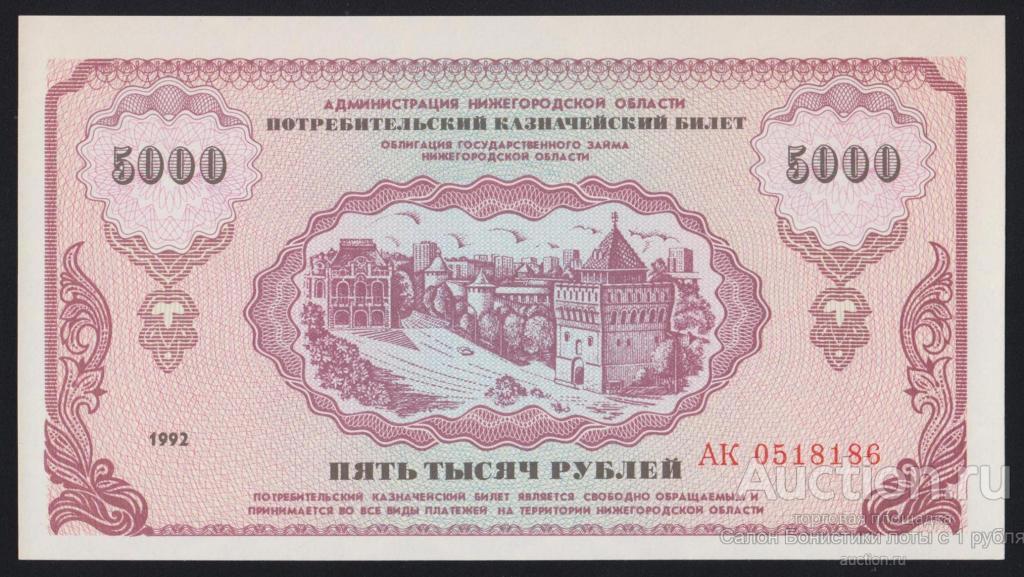 АДМИНИСТРАЦИЯ НИЖЕГОРОДСКОЙ ОБЛАСТИ
ПОТРЕБИТЕЛЬСКИЙ КАЗНАЧЕЙСКИЙ БИЛЕТ
ОБЛИГАЦИЯ ГОСУДАРСТВЕННОГО ЗАЙМА
НИЖЕГОРОДСКОЙ ОБЛАСТИ
5000
5000
1992
ПЯТЬ ТЫСЯЧ РУБЛЕЙ
АК 0518186
ПОТРЕБИТЕЛЬСКИЙ КАЗНАЧЕЙСКИЙ БИЛЕТ ЯВЛЯЕТСЯ СВОБОДНО ОБРАЩАЕМЫМ И
ПРИНИМАЕТСЯ ВО ВСЕ ВИДЫ ПЛАТЕЖЕЙ НА ТЕРРИТОРИИ НИЖЕГОРОДСКОЙ ОБЛАСТИ
Auction.ru
торговая площадка
Салон Бонистики лоты с 1 рубля
auction.ru